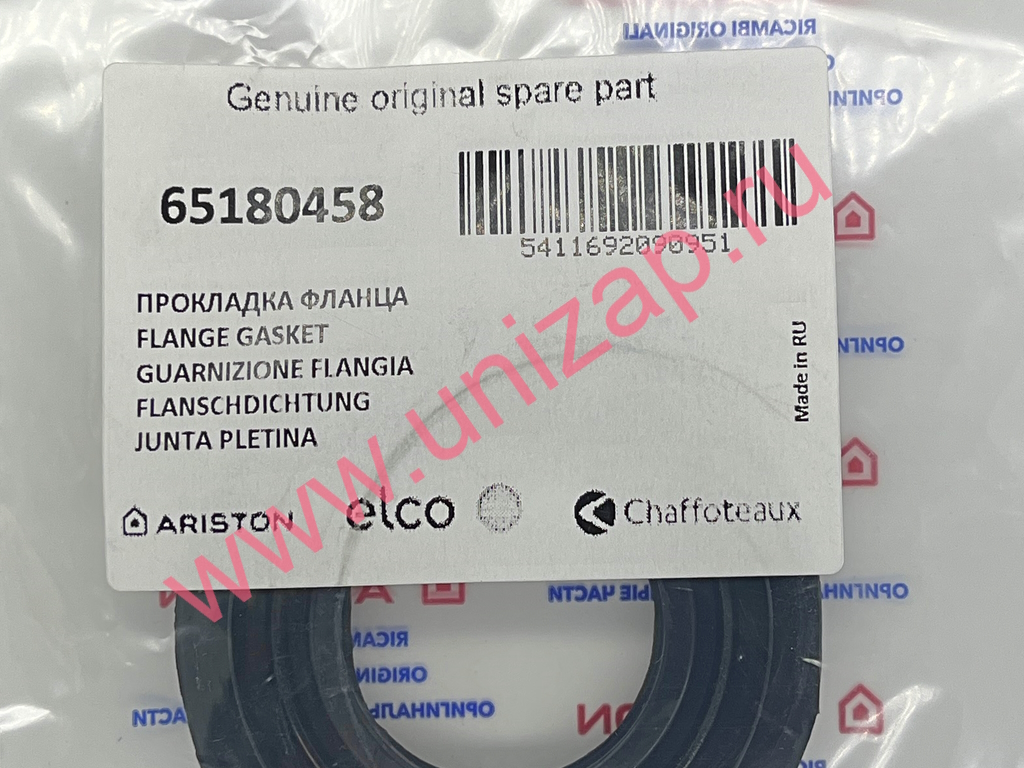 RICAMBI ORIGINALI
Genuine original spare part
65180458
5411692090951
ПРОКЛАДКА ФЛАНЦА
FLANGE GASKET
GUARNIZIONE FLANGIA
FLANSCHDICHTUNG
JUNTA PLETINA
Made in RU
ARISTON
elco
Chaffoteaux
www.unizap.ru